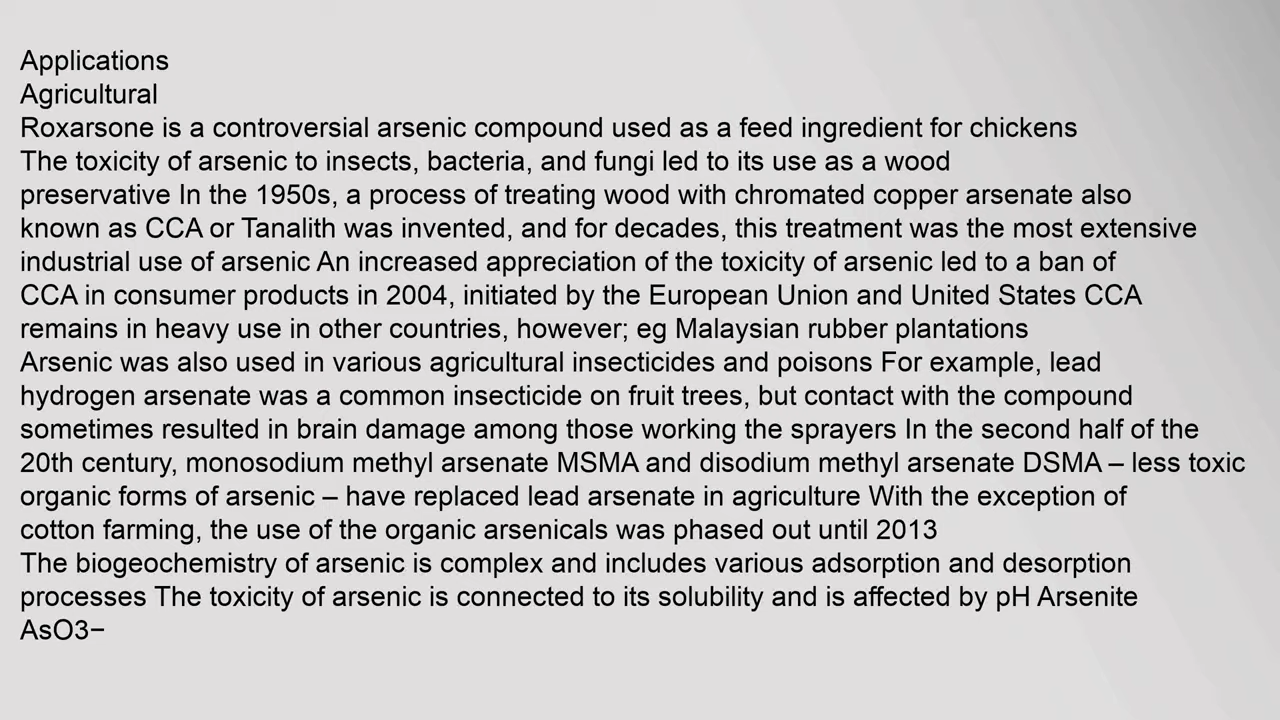 Applications
Agricultural
Roxarsone is a controversial arsenic compound used as a feed ingredient for chickens
The toxicity of arsenic to insects, bacteria, and fungi led to its use as a wood
preservative In the 1950s, a process of treating wood with chromated copper arsenate also
known as CCA or Tanalith was invented, and for decades, this treatment was the most extensive
industrial use of arsenic An increased appreciation of the toxicity of arsenic led to a ban of
CCA in consumer products in 2004, initiated by the European Union and United States CCA
remains in heavy use in other countries, however; eg Malaysian rubber plantations
Arsenic was also used in various agricultural insecticides and poisons For example, lead
hydrogen arsenate was a common insecticide on fruit trees, but contact with the compound
sometimes resulted in brain damage among those working the sprayers In the second half of the
20th century, monosodium methyl arsenate MSMA and disodium methyl arsenate DSMA – less toxic
organic forms of arsenic – have replaced lead arsenate in agriculture With the exception of
cotton farming, the use of the organic arsenicals was phased out until 2013
The biogeochemistry of arsenic is complex and includes various adsorption and desorption
processes The toxicity of arsenic is connected to its solubility and is affected by pH Arsenite
AsO3−